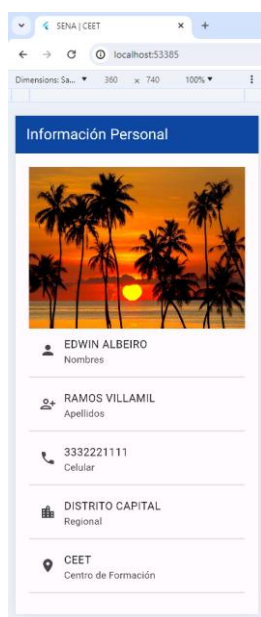 SENA | CEET
localhost:53385
Dimensions: Sa... 360 x 740 100%
Información Personal
EDWIN ALBEIRO
Nombres
RAMOS VILLAMIL
Apellidos
3332221111
Celular
DISTRITO CAPITAL
Regional
CEET
Centro de Formación